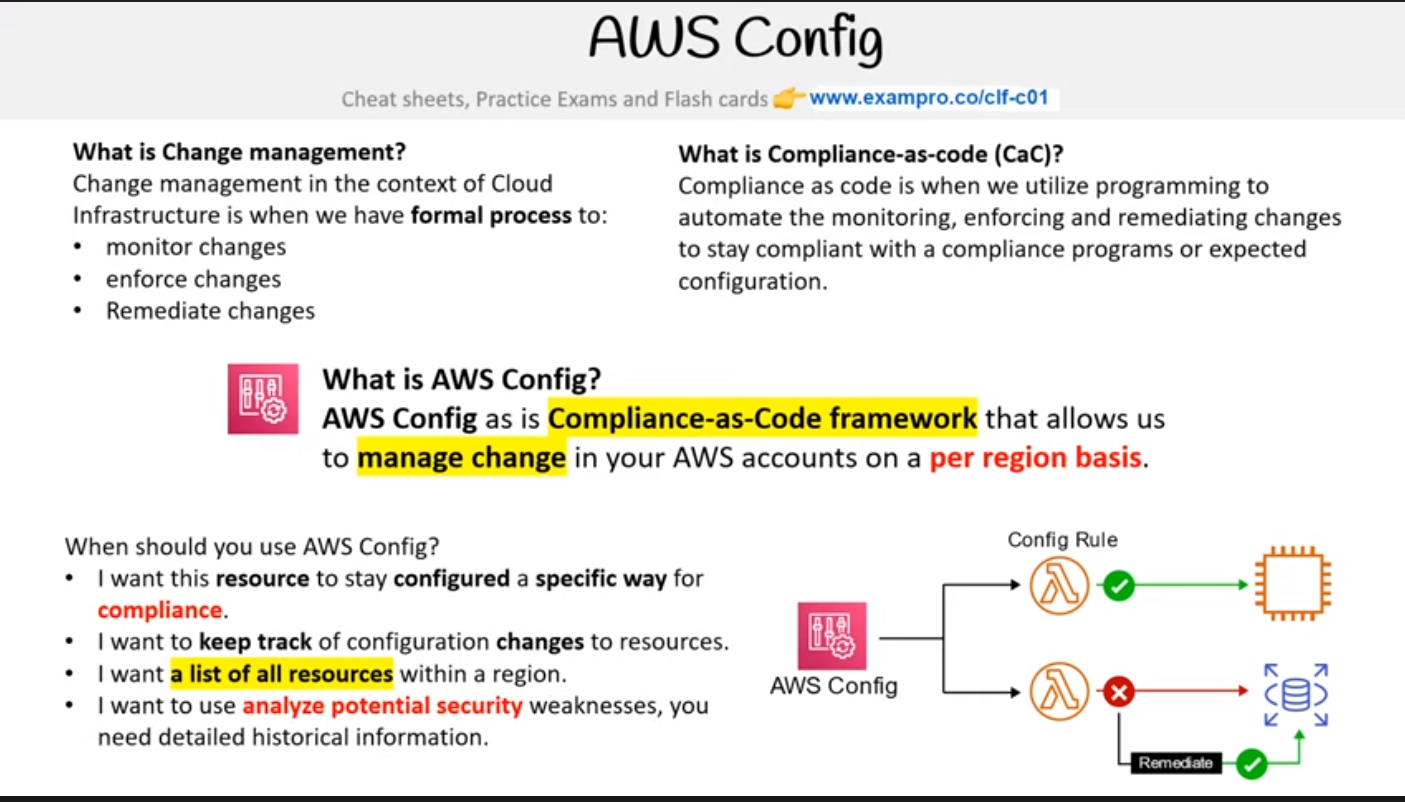 AWS Config
Cheat sheets, Practice Exams and Flash cards 👉 www.exampro.co/clf-c01
What is Change management?
Change management in the context of Cloud
Infrastructure is when we have formal process to:
• monitor changes
• enforce changes
• Remediate changes
What is Compliance-as-code (CaC)?
Compliance as code is when we utilize programming to
automate the monitoring, enforcing and remediating changes
to stay compliant with a compliance programs or expected
configuration.
What is AWS Config?
AWS Config as is Compliance-as-Code framework that allows us
to manage change in your AWS accounts on a per region basis.
When should you use AWS Config?
• I want this resource to stay configured a specific way for
compliance.
• I want to keep track of configuration changes to resources.
• I want a list of all resources within a region.
• I want to use analyze potential security weaknesses, you
need detailed historical information.
Config Rule
AWS Config
Remediate